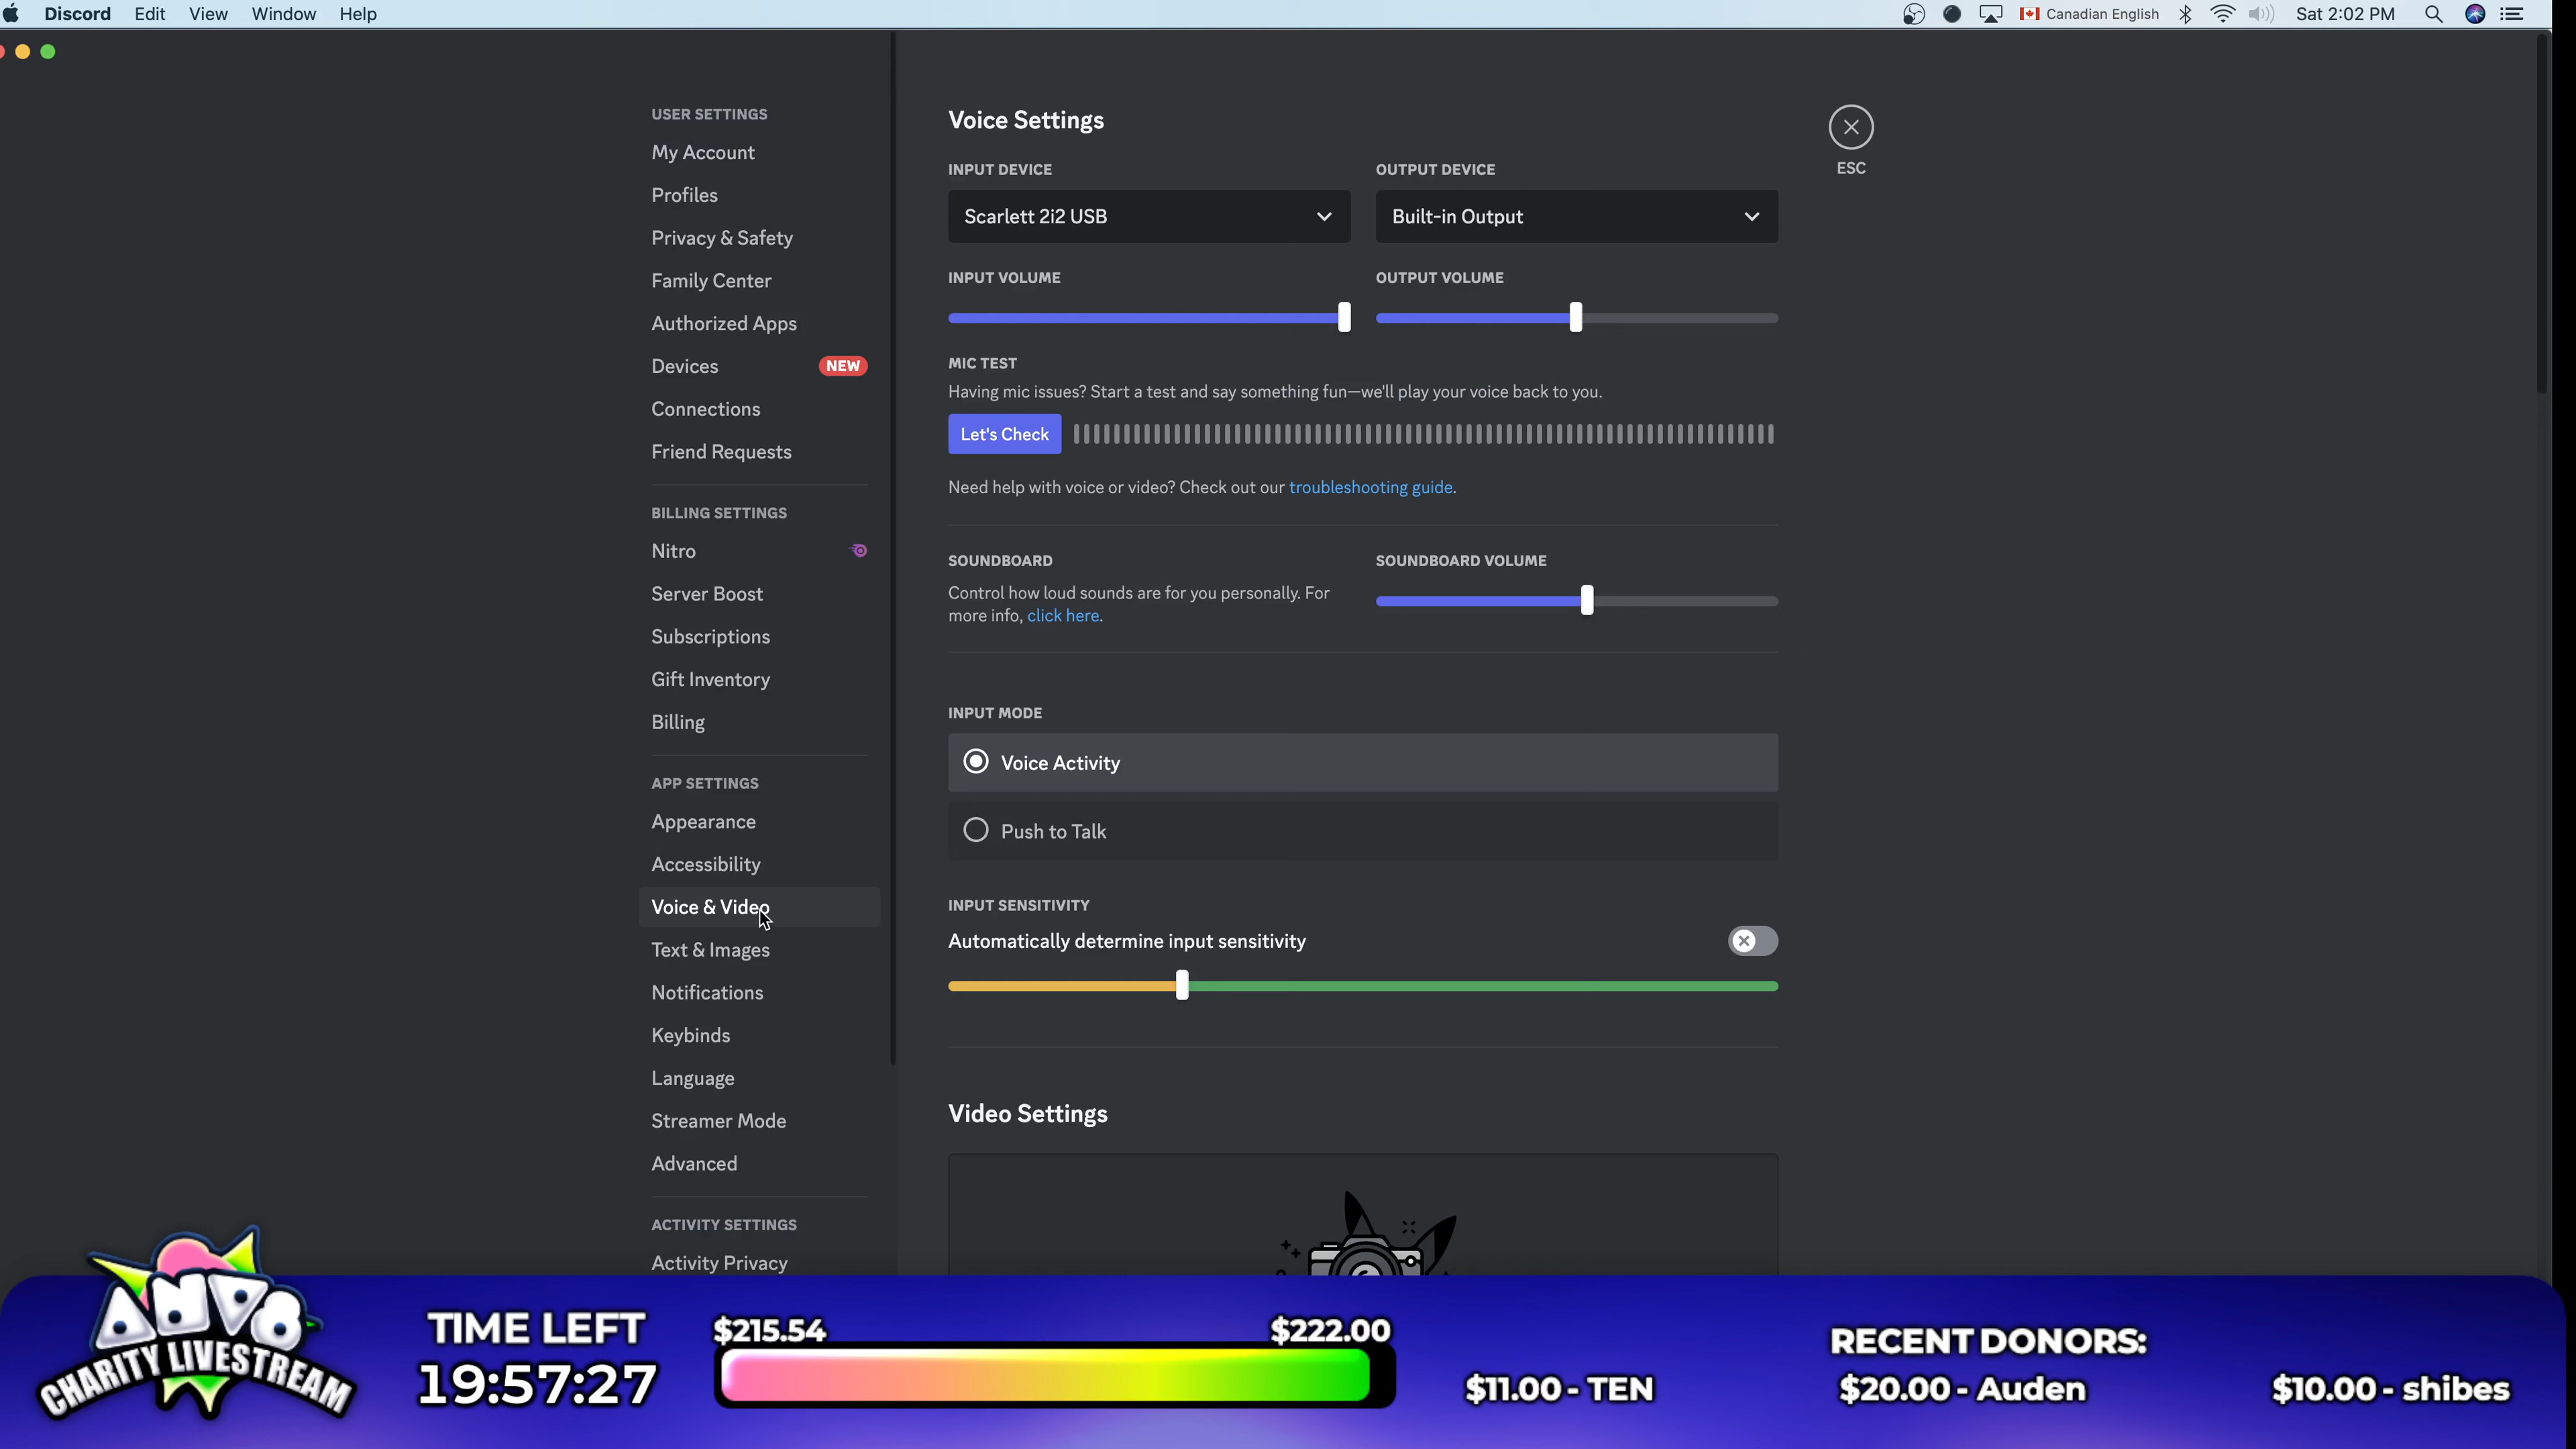 Discord Edit View Window Help Canadian English Sat 2:02 PM
USER SETTINGS
My Account
Profiles
Privacy & Safety
Family Center
Authorized Apps
Devices NEW
Connections
Friend Requests
BILLING SETTINGS
Nitro
Server Boost
Subscriptions
Gift Inventory
Billing
APP SETTINGS
Appearance
Accessibility
Voice & Video
Text & Images
Notifications
Keybinds
Language
Streamer Mode
Advanced
ACTIVITY SETTINGS
Activity Privacy
Voice Settings
ESC
INPUT DEVICE
Scarlett 2i2 USB
OUTPUT DEVICE
Built-in Output
INPUT VOLUME
OUTPUT VOLUME
MIC TEST
Having mic issues? Start a test and say something fun—we'll play your voice back to you.
Let's Check
Need help with voice or video? Check out our troubleshooting guide.
SOUNDBOARD
Control how loud sounds are for you personally. For
more info, click here.
SOUNDBOARD VOLUME
INPUT MODE
Voice Activity
Push to Talk
INPUT SENSITIVITY
Automatically determine input sensitivity
Video Settings
CHARITY LIVESTREAM
TIME LEFT
19:57:27
$215.54
$222.00
RECENT DONORS:
$11.00 - TEN
$20.00 - Auden
$10.00 - shibes